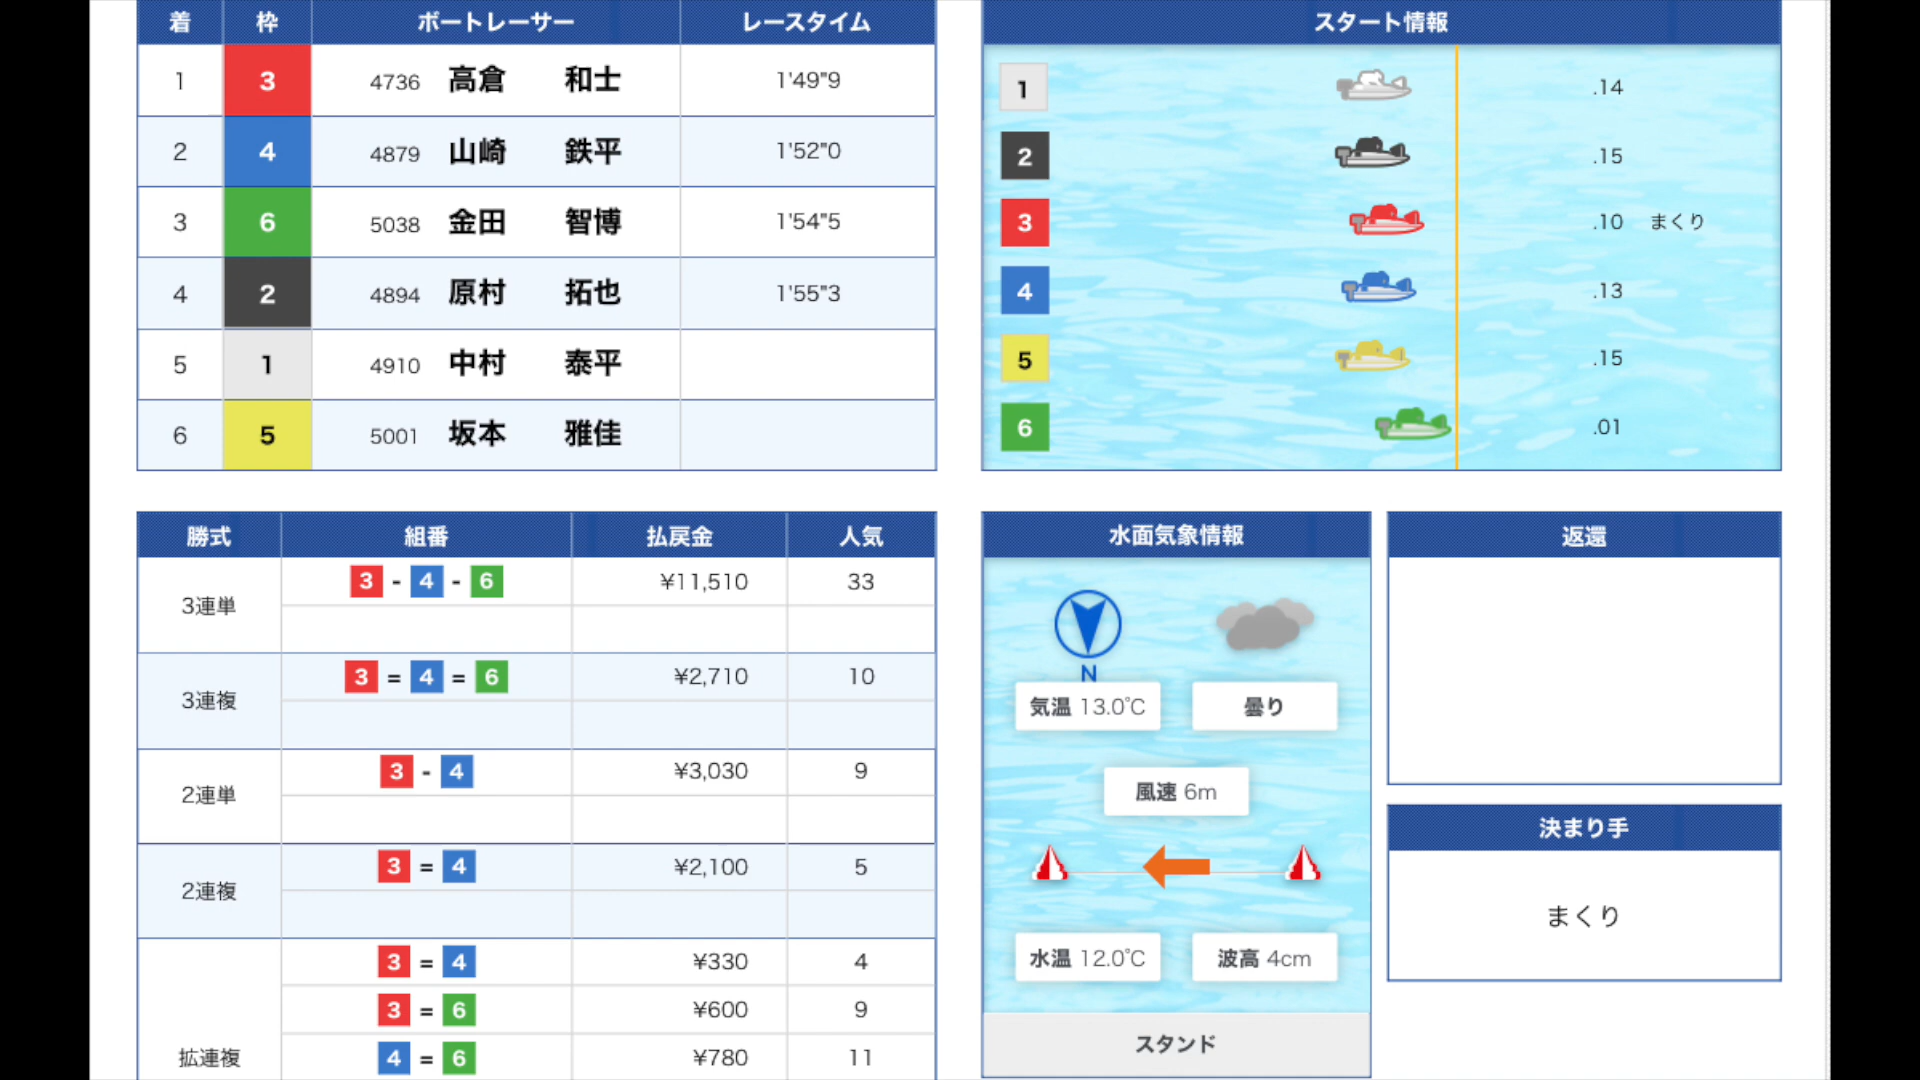 着 枠 ボートレーサー レースタイム
1 3 4736 高倉 和士 1'49"9
2 4 4879 山崎 鉄平 1'52"0
3 6 5038 金田 智博 1'54"5
4 2 4894 原村 拓也 1'55"3
5 1 4910 中村 泰平
6 5 5001 坂本 雅佳
スタート情報
1 .14
2 .15
3 .10 まくり
4 .13
5 .15
6 .01
勝式 組番 払戻金 人気
3連単 3 - 4 - 6 ¥11,510 33
3連複 3 = 4 = 6 ¥2,710 10
2連単 3 - 4 ¥3,030 9
2連複 3 = 4 ¥2,100 5
拡連複 3 = 4 ¥330 4
3 = 6 ¥600 9
4 = 6 ¥780 11
水面気象情報
N
気温 13.0℃ 曇り
風速 6m
水温 12.0℃ 波高 4cm
スタンド
返還
決まり手
まくり